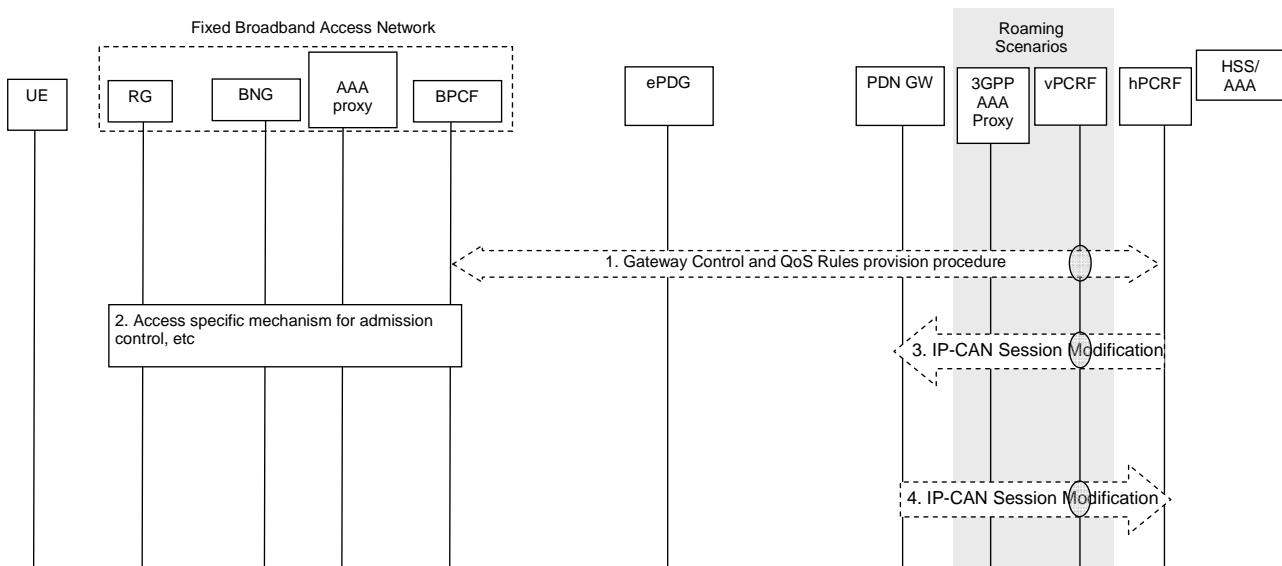 Fixed Broadband Access Network
Roaming
Scenarios
UE
RG
BNG
AAA
proxy
BPCF
ePDG
PDN GW
3GPP
AAA
Proxy
vPCRF
hPCRF
HSS/
AAA
1. Gateway Control and QoS Rules provision procedure
2. Access specific mechanism for admission
control, etc
3. IP-CAN Session Modification
4. IP-CAN Session Modification